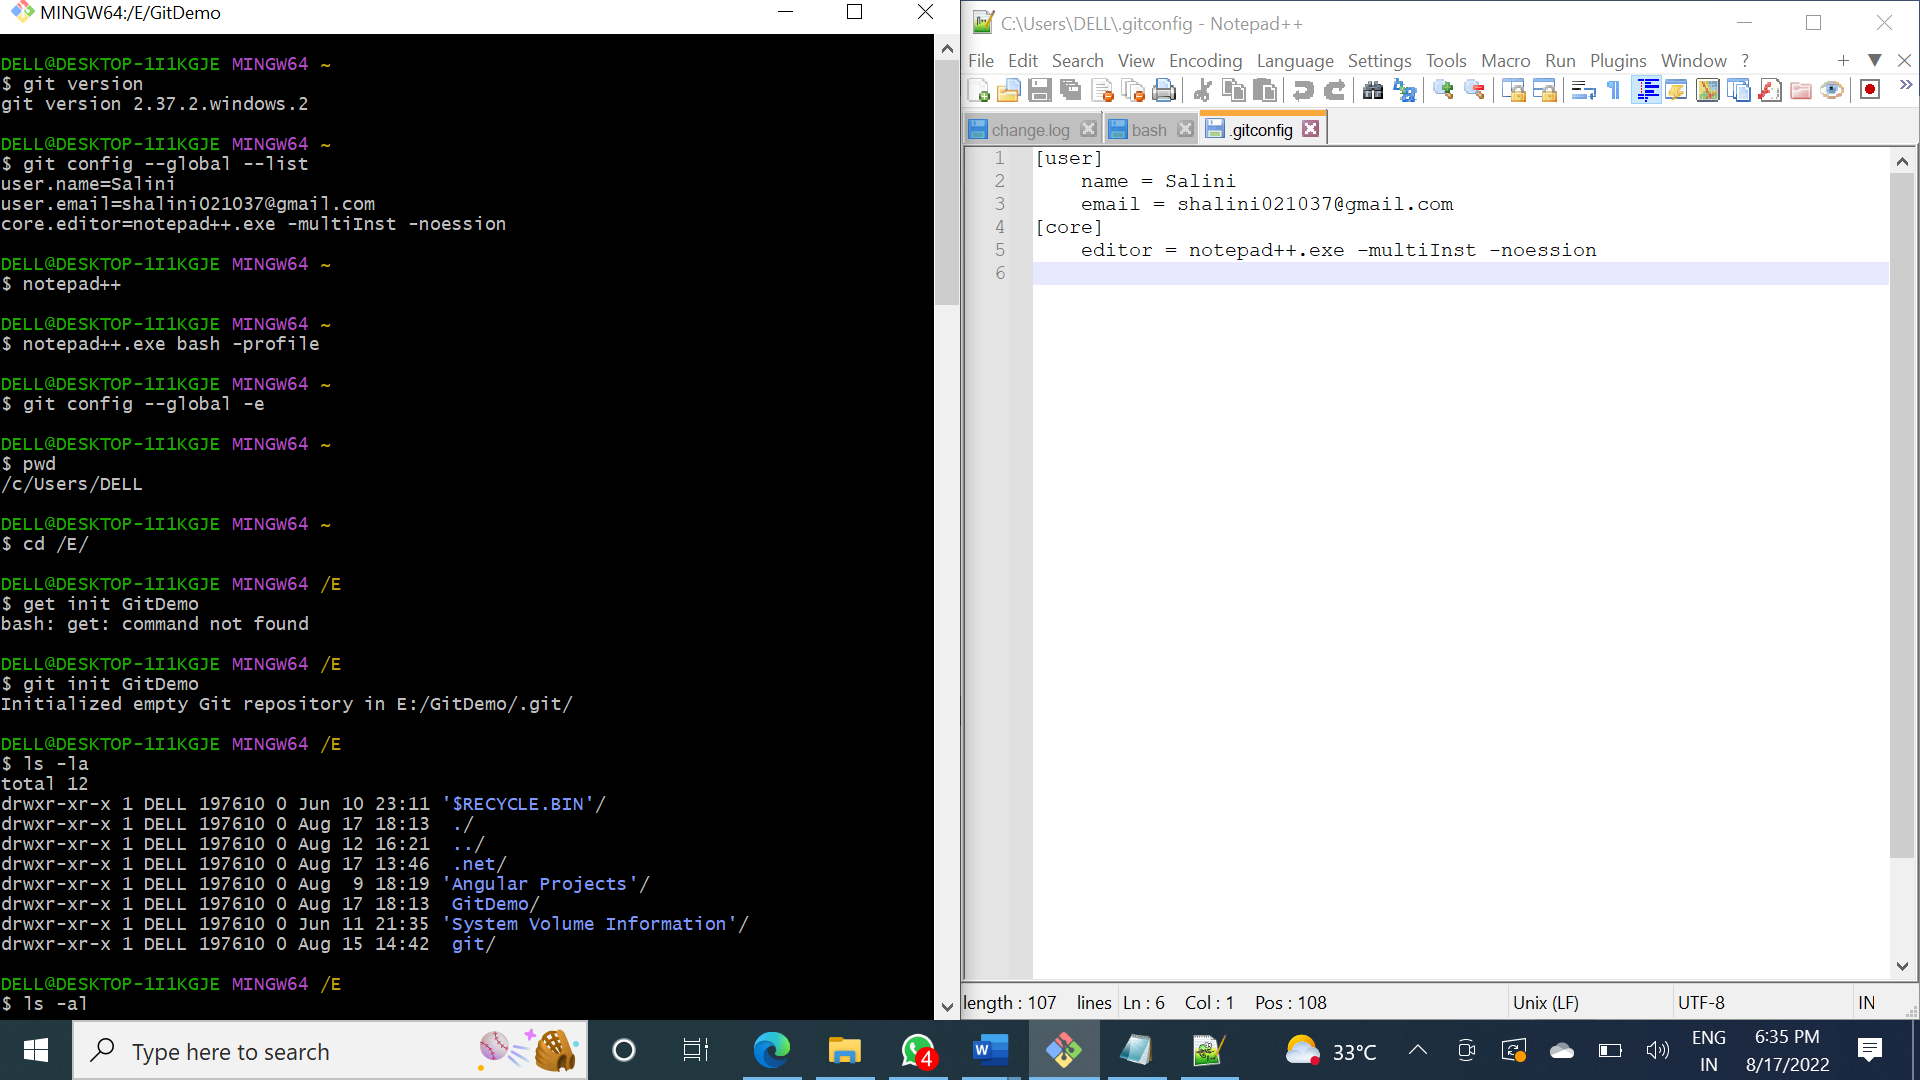 MINGW64:/E/GitDemo
DELL@DESKTOP-1I1KGJE MINGW64 ~
$ git version
git version 2.37.2.windows.2
DELL@DESKTOP-1I1KGJE MINGW64 ~
$ git config --global --list
user.name=Salini
user.email=shalini021037@gmail.com
core.editor=notepad++.exe -multiInst -noession
DELL@DESKTOP-1I1KGJE MINGW64 ~
$ notepad++
DELL@DESKTOP-1I1KGJE MINGW64 ~
$ notepad++.exe bash -profile
DELL@DESKTOP-1I1KGJE MINGW64 ~
$ git config --global -e
DELL@DESKTOP-1I1KGJE MINGW64 ~
$ pwd
/c/Users/DELL
DELL@DESKTOP-1I1KGJE MINGW64 ~
$ cd /E/
DELL@DESKTOP-1I1KGJE MINGW64 /E
$ get init GitDemo
bash: get: command not found
DELL@DESKTOP-1I1KGJE MINGW64 /E
$ git init GitDemo
Initialized empty Git repository in E:/GitDemo/.git/
DELL@DESKTOP-1I1KGJE MINGW64 /E
$ ls -la
total 12
drwxr-xr-x 1 DELL 197610 0 Jun 10 23:11 '$RECYCLE.BIN'/
drwxr-xr-x 1 DELL 197610 0 Aug 17 18:13  ./
drwxr-xr-x 1 DELL 197610 0 Aug 12 16:21  ../
drwxr-xr-x 1 DELL 197610 0 Aug 17 13:46  .net/
drwxr-xr-x 1 DELL 197610 0 Aug  9 18:19 'Angular Projects'/
drwxr-xr-x 1 DELL 197610 0 Aug 17 18:13  GitDemo/
drwxr-xr-x 1 DELL 197610 0 Jun 11 21:35 'System Volume Information'/
drwxr-xr-x 1 DELL 197610 0 Aug 15 14:42  git/
DELL@DESKTOP-1I1KGJE MINGW64 /E
$ ls -al
C:\Users\DELL\.gitconfig - Notepad++
File Edit Search View Encoding Language Settings Tools Macro Run Plugins Window ?
change.log bash .gitconfig
1 [user]
2 name = Salini
3 email = shalini021037@gmail.com
4 [core]
5 editor = notepad++.exe -multiInst -noession
6
length : 107 lines Ln : 6 Col : 1 Pos : 108 Unix (LF) UTF-8 IN
Type here to search
4
W
33°C
ENG
IN
6:35 PM
8/17/2022